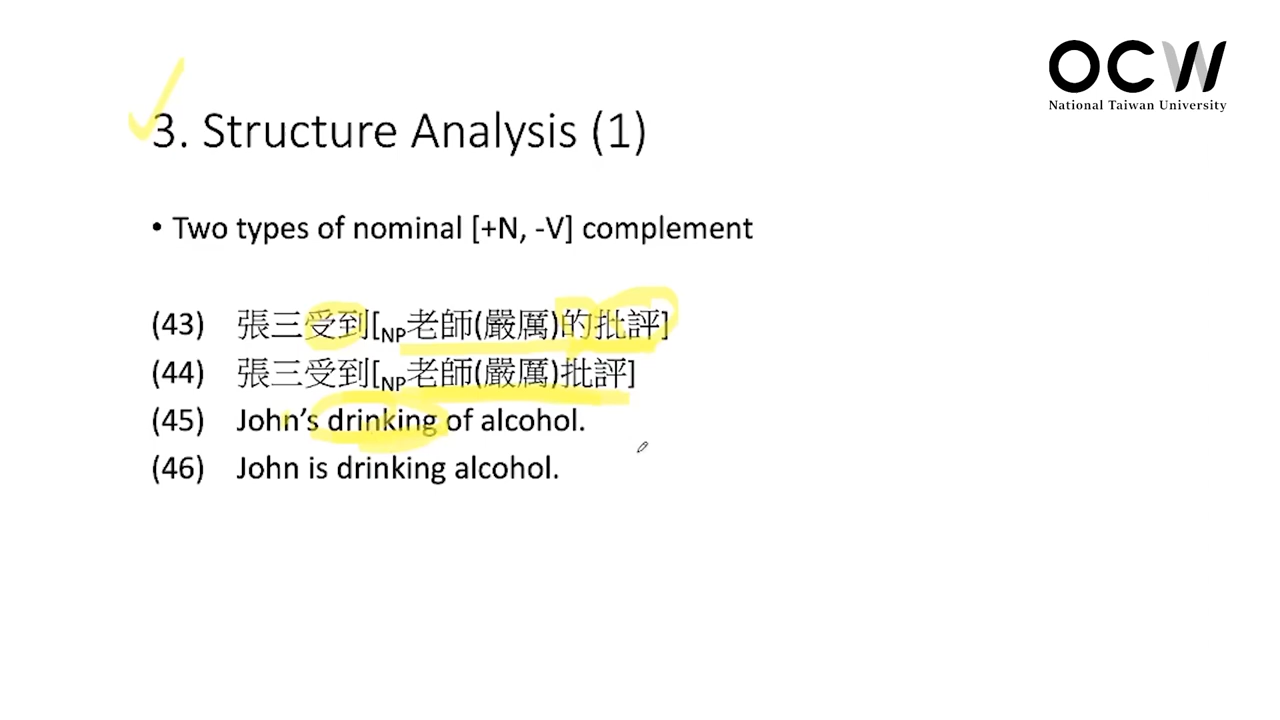 OCW
National Taiwan University
3. Structure Analysis (1)
• Two types of nominal [+N, -V] complement
(43) 張三受到[NP老師(嚴厲)的批評]
(44) 張三受到[NP老師(嚴厲)批評]
(45) John's drinking of alcohol.
(46) John is drinking alcohol.